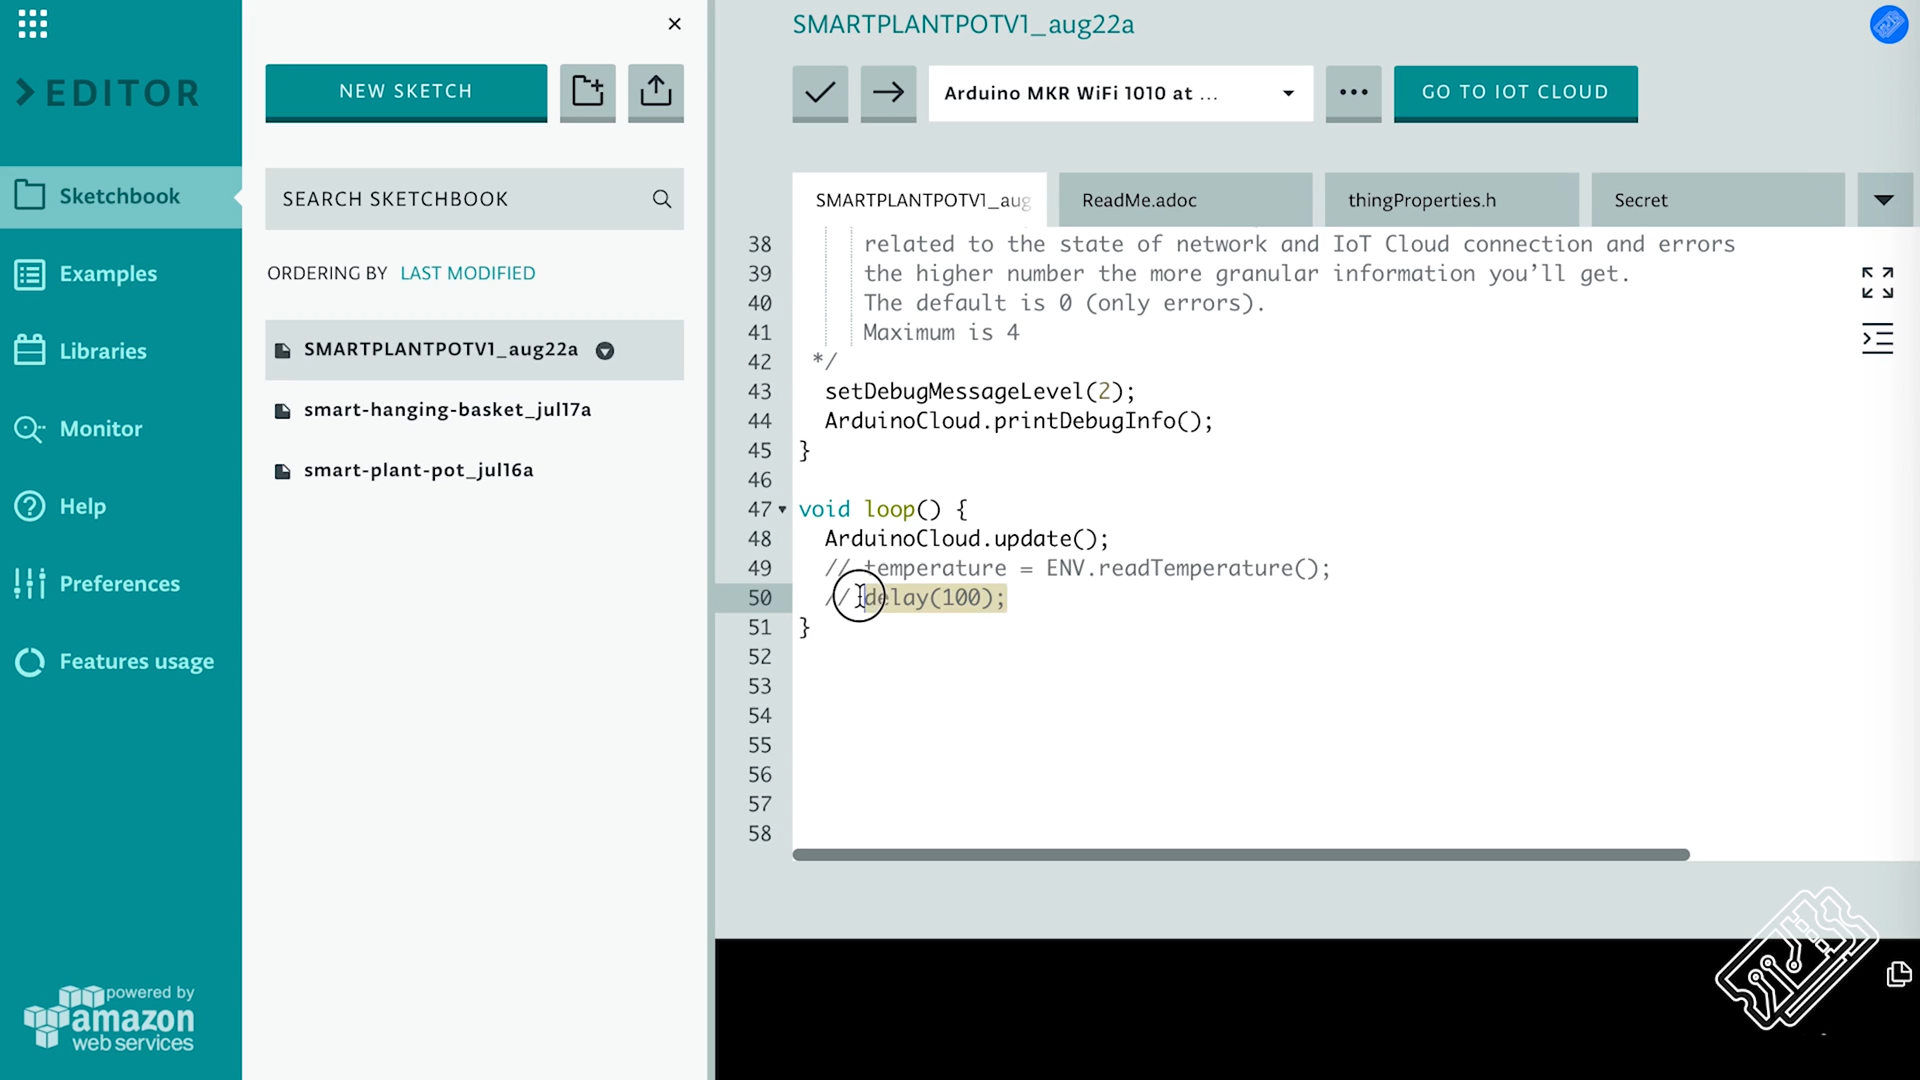 EDITOR
Sketchbook
Examples
Libraries
Monitor
Help
Preferences
Features usage
powered by
amazon
web services
NEW SKETCH
SEARCH SKETCHBOOK
ORDERING BY LAST MODIFIED
SMARTPLANTPOTV1_aug22a
smart-hanging-basket_jul17a
smart-plant-pot_jul16a
SMARTPLANTPOTV1_aug22a
Arduino MKR WiFi 1010 at ...
GO TO IOT CLOUD
SMARTPLANTPOTV1_aug
ReadMe.adoc
thingProperties.h
Secret
38 related to the state of network and IoT Cloud connection and errors
39 the higher number the more granular information you’ll get.
40 The default is 0 (only errors).
41 Maximum is 4
42 */
43 setDebugMessageLevel(2);
44 ArduinoCloud.printDebugInfo();
45 }
46
47 void loop() {
48 ArduinoCloud.update();
49 // temperature = ENV.readTemperature();
50 // delay(100);
51 }
52
53
54
55
56
57
58